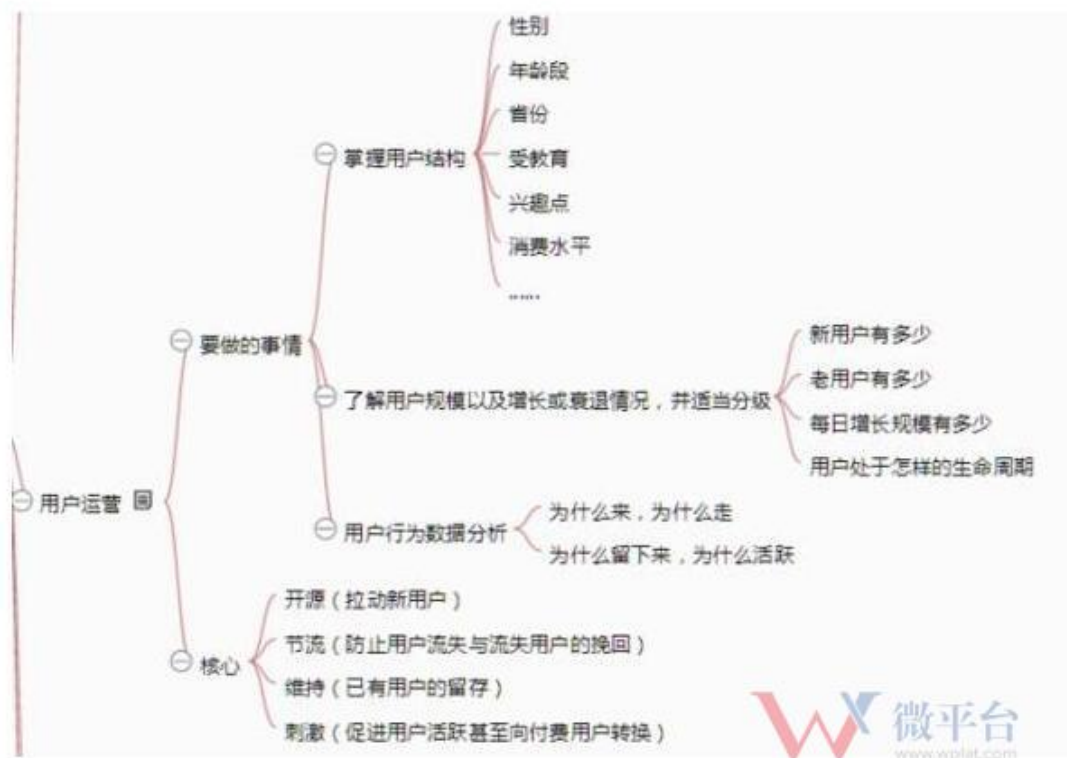 性别
年龄段
省份
掌握用户结构
受教育
兴趣点
消费水平
......
要做的事情
新用户有多少
老用户有多少
了解用户规模以及增长或衰退情况，并适当分级
每日增长规模有多少
用户处于怎样的生命周期
用户运营
用户行为数据分析
为什么来，为什么走
为什么留下来，为什么活跃
核心
开源（拉动新用户）
节流（防止用户流失与流失用户的挽回）
维持（已有用户的留存）
刺激（促进用户活跃甚至向付费用户转换）
微平台
www.wplat.com